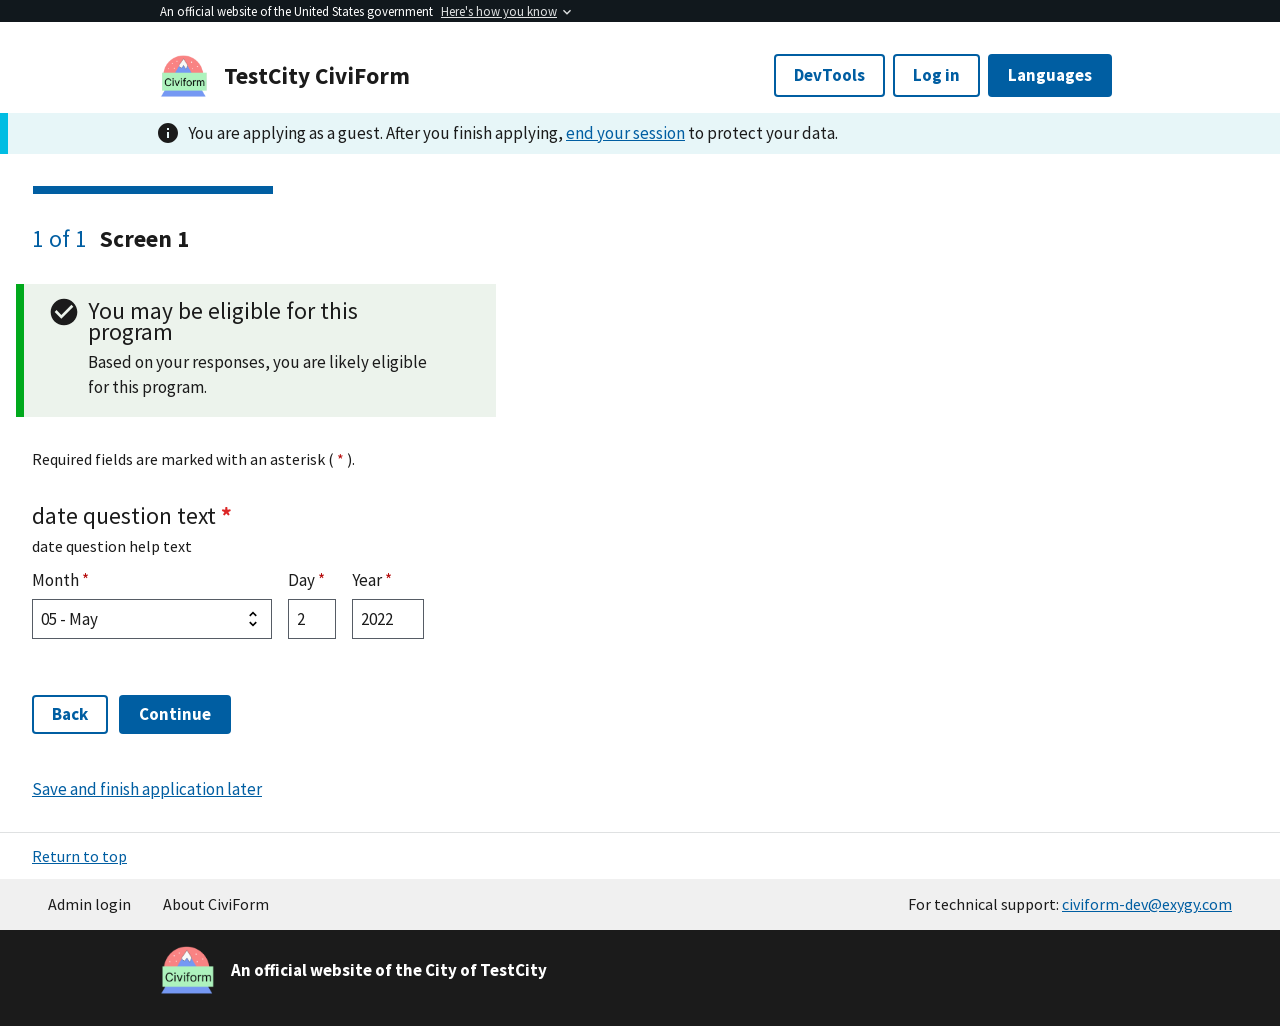 An official website of the United States government Here's how you know
Civiform
TestCity CiviForm
DevTools
Log in
Languages
You are applying as a guest. After you finish applying, end your session to protect your data.
1 of 1 Screen 1
You may be eligible for this
program
Based on your responses, you are likely eligible
for this program.
Required fields are marked with an asterisk ( * ).
date question text *
date question help text
Month * Day * Year *
05 - May 2 2022
Back Continue
Save and finish application later
Return to top
Admin login About CiviForm For technical support: civiform-dev@exygy.com
Civiform
An official website of the City of TestCity